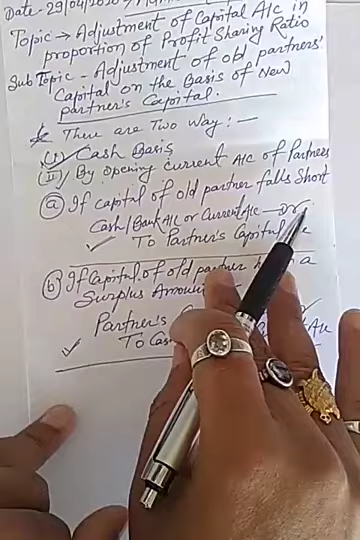 Date - 29/04/2020
Topic → Adjustment of Capital A/c in
proportion of Profit Sharing Ratio
Sub Topic - Adjustment of old partners'
Capital on the Basis of New
Partner's Capital.
There are Two Way: —
(I) Cash Basis
(II) By opening current A/c of Partners
(a) If capital of old partner falls Short
Cash/Bank A/c or Current A/c — Dr
✓ To Partner's Capital
(b) If Capital of old partner a
Surplus Amount
Partner's A/c
✓ To Cas